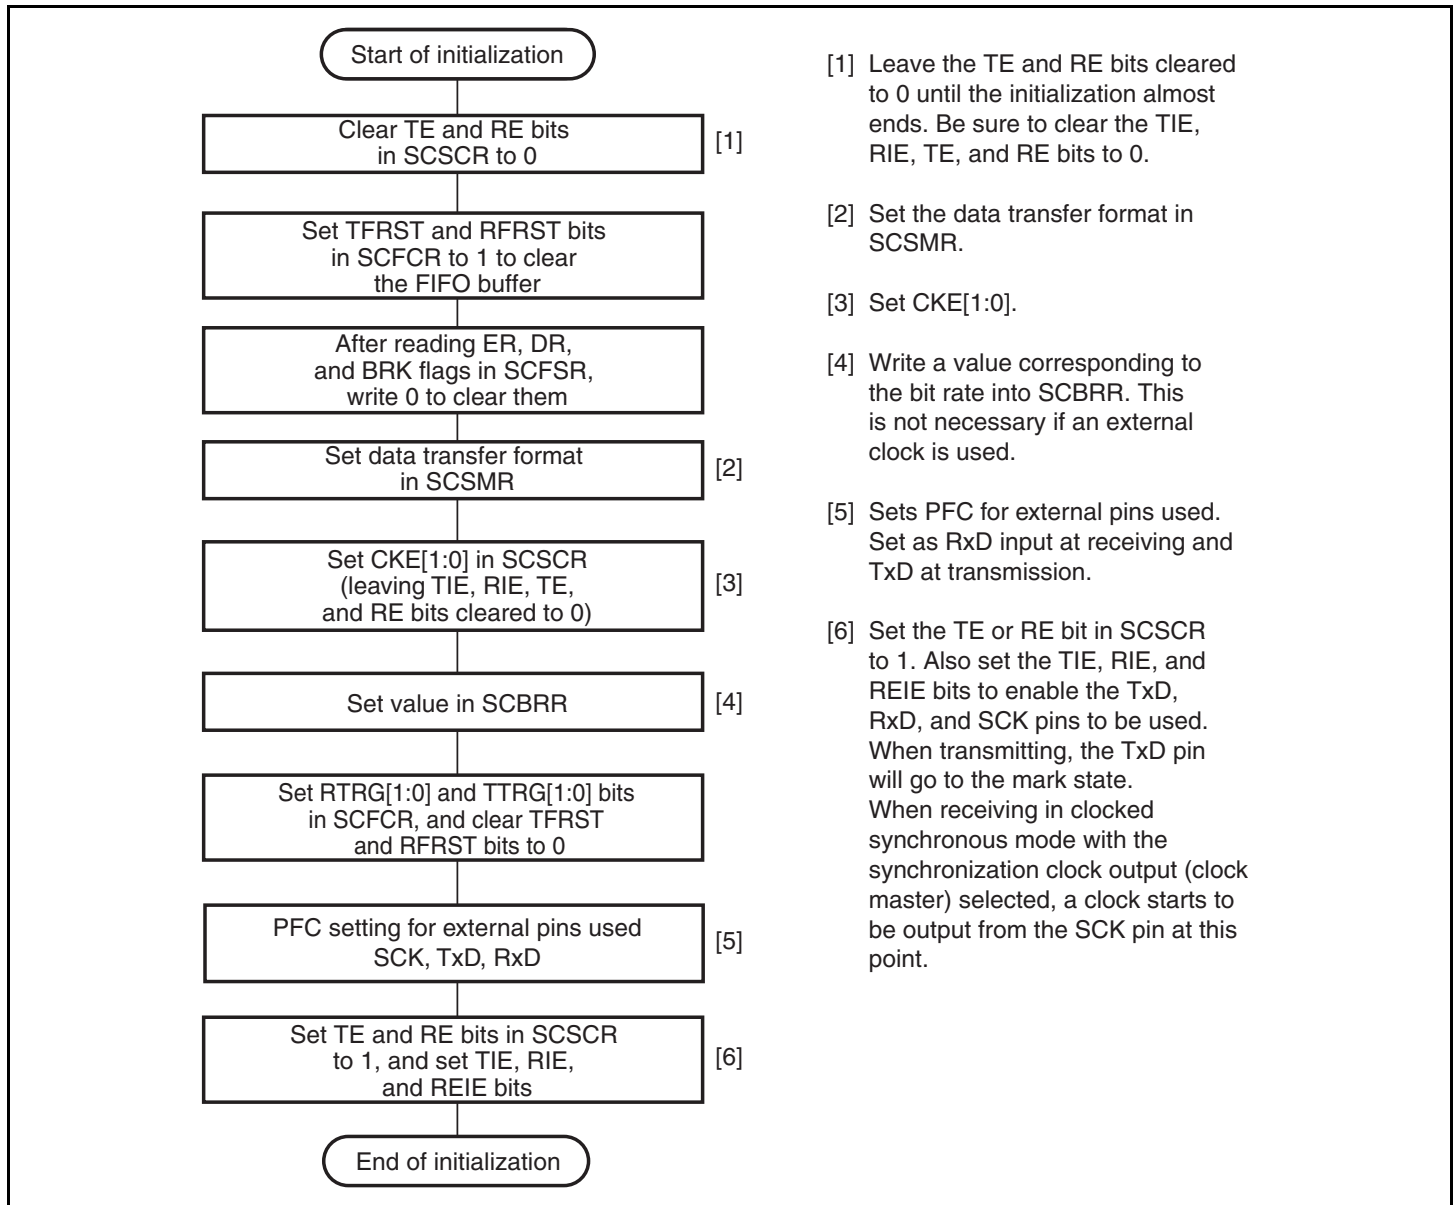 Start of initialization
Clear TE and RE bits
in SCSCR to 0
[1]
Set TFRST and RFRST bits
in SCFCR to 1 to clear
the FIFO buffer
After reading ER, DR,
and BRK flags in SCFSR,
write 0 to clear them
Set data transfer format
in SCSMR
[2]
Set CKE[1:0] in SCSCR
(leaving TIE, RIE, TE,
and RE bits cleared to 0)
[3]
Set value in SCBRR
[4]
Set RTRG[1:0] and TTRG[1:0] bits
in SCFCR, and clear TFRST
and RFRST bits to 0
PFC setting for external pins used
SCK, TxD, RxD
[5]
Set TE and RE bits in SCSCR
to 1, and set TIE, RIE,
and REIE bits
[6]
End of initialization
[1] Leave the TE and RE bits cleared
to 0 until the initialization almost
ends. Be sure to clear the TIE,
RIE, TE, and RE bits to 0.
[2] Set the data transfer format in
SCSMR.
[3] Set CKE[1:0].
[4] Write a value corresponding to
the bit rate into SCBRR. This
is not necessary if an external
clock is used.
[5] Sets PFC for external pins used.
Set as RxD input at receiving and
TxD at transmission.
[6] Set the TE or RE bit in SCSCR
to 1. Also set the TIE, RIE, and
REIE bits to enable the TxD,
RxD, and SCK pins to be used.
When transmitting, the TxD pin
will go to the mark state.
When receiving in clocked
synchronous mode with the
synchronization clock output (clock
master) selected, a clock starts to
be output from the SCK pin at this
point.